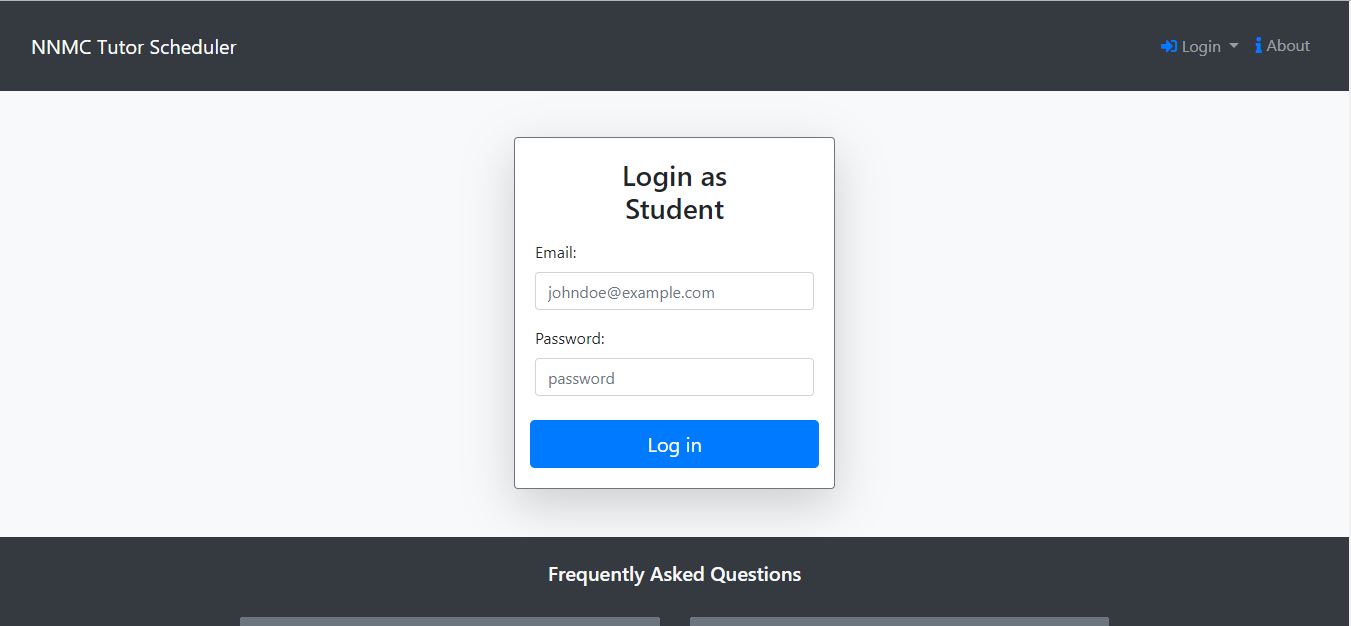 NNMC Tutor Scheduler
Login
About
Login as
Student
Email:
johndoe@example.com
Password:
password
Log in
Frequently Asked Questions